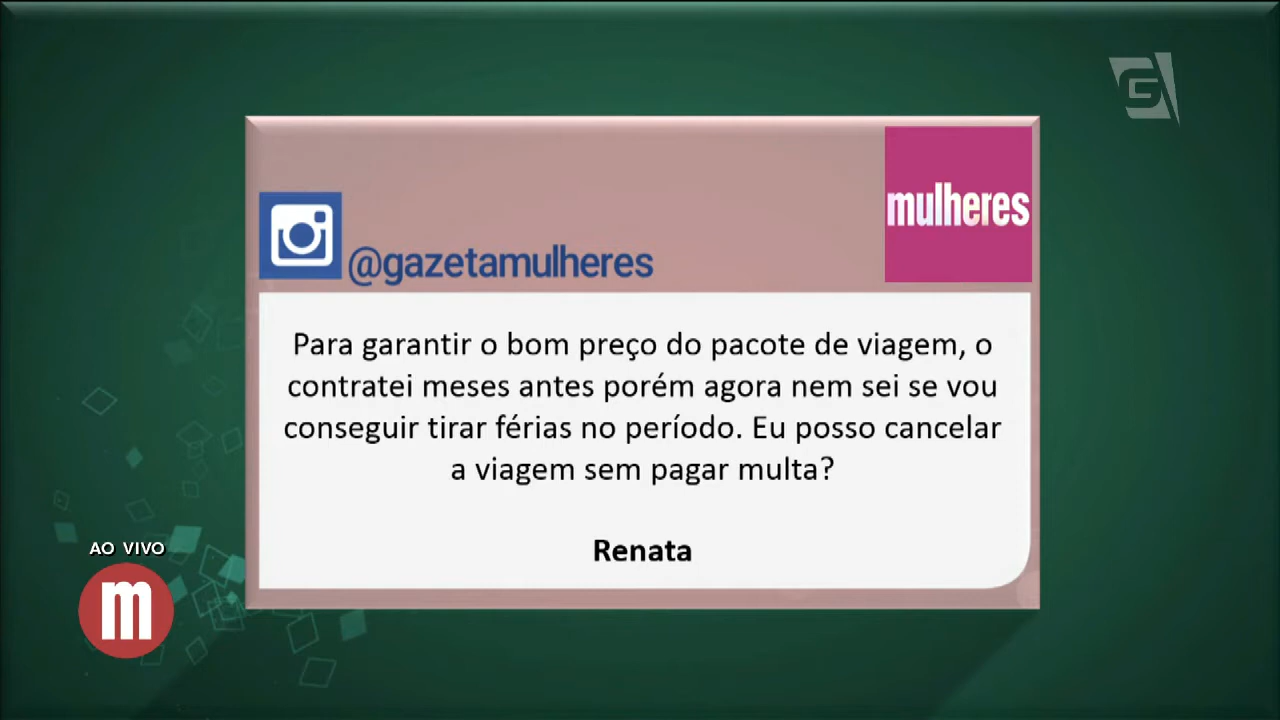 G
mulheres
@gazetamulheres
Para garantir o bom preço do pacote de viagem, o
contratei meses antes porém agora nem sei se vou
conseguir tirar férias no período. Eu posso cancelar
a viagem sem pagar multa?
Renata
AO VIVO
m